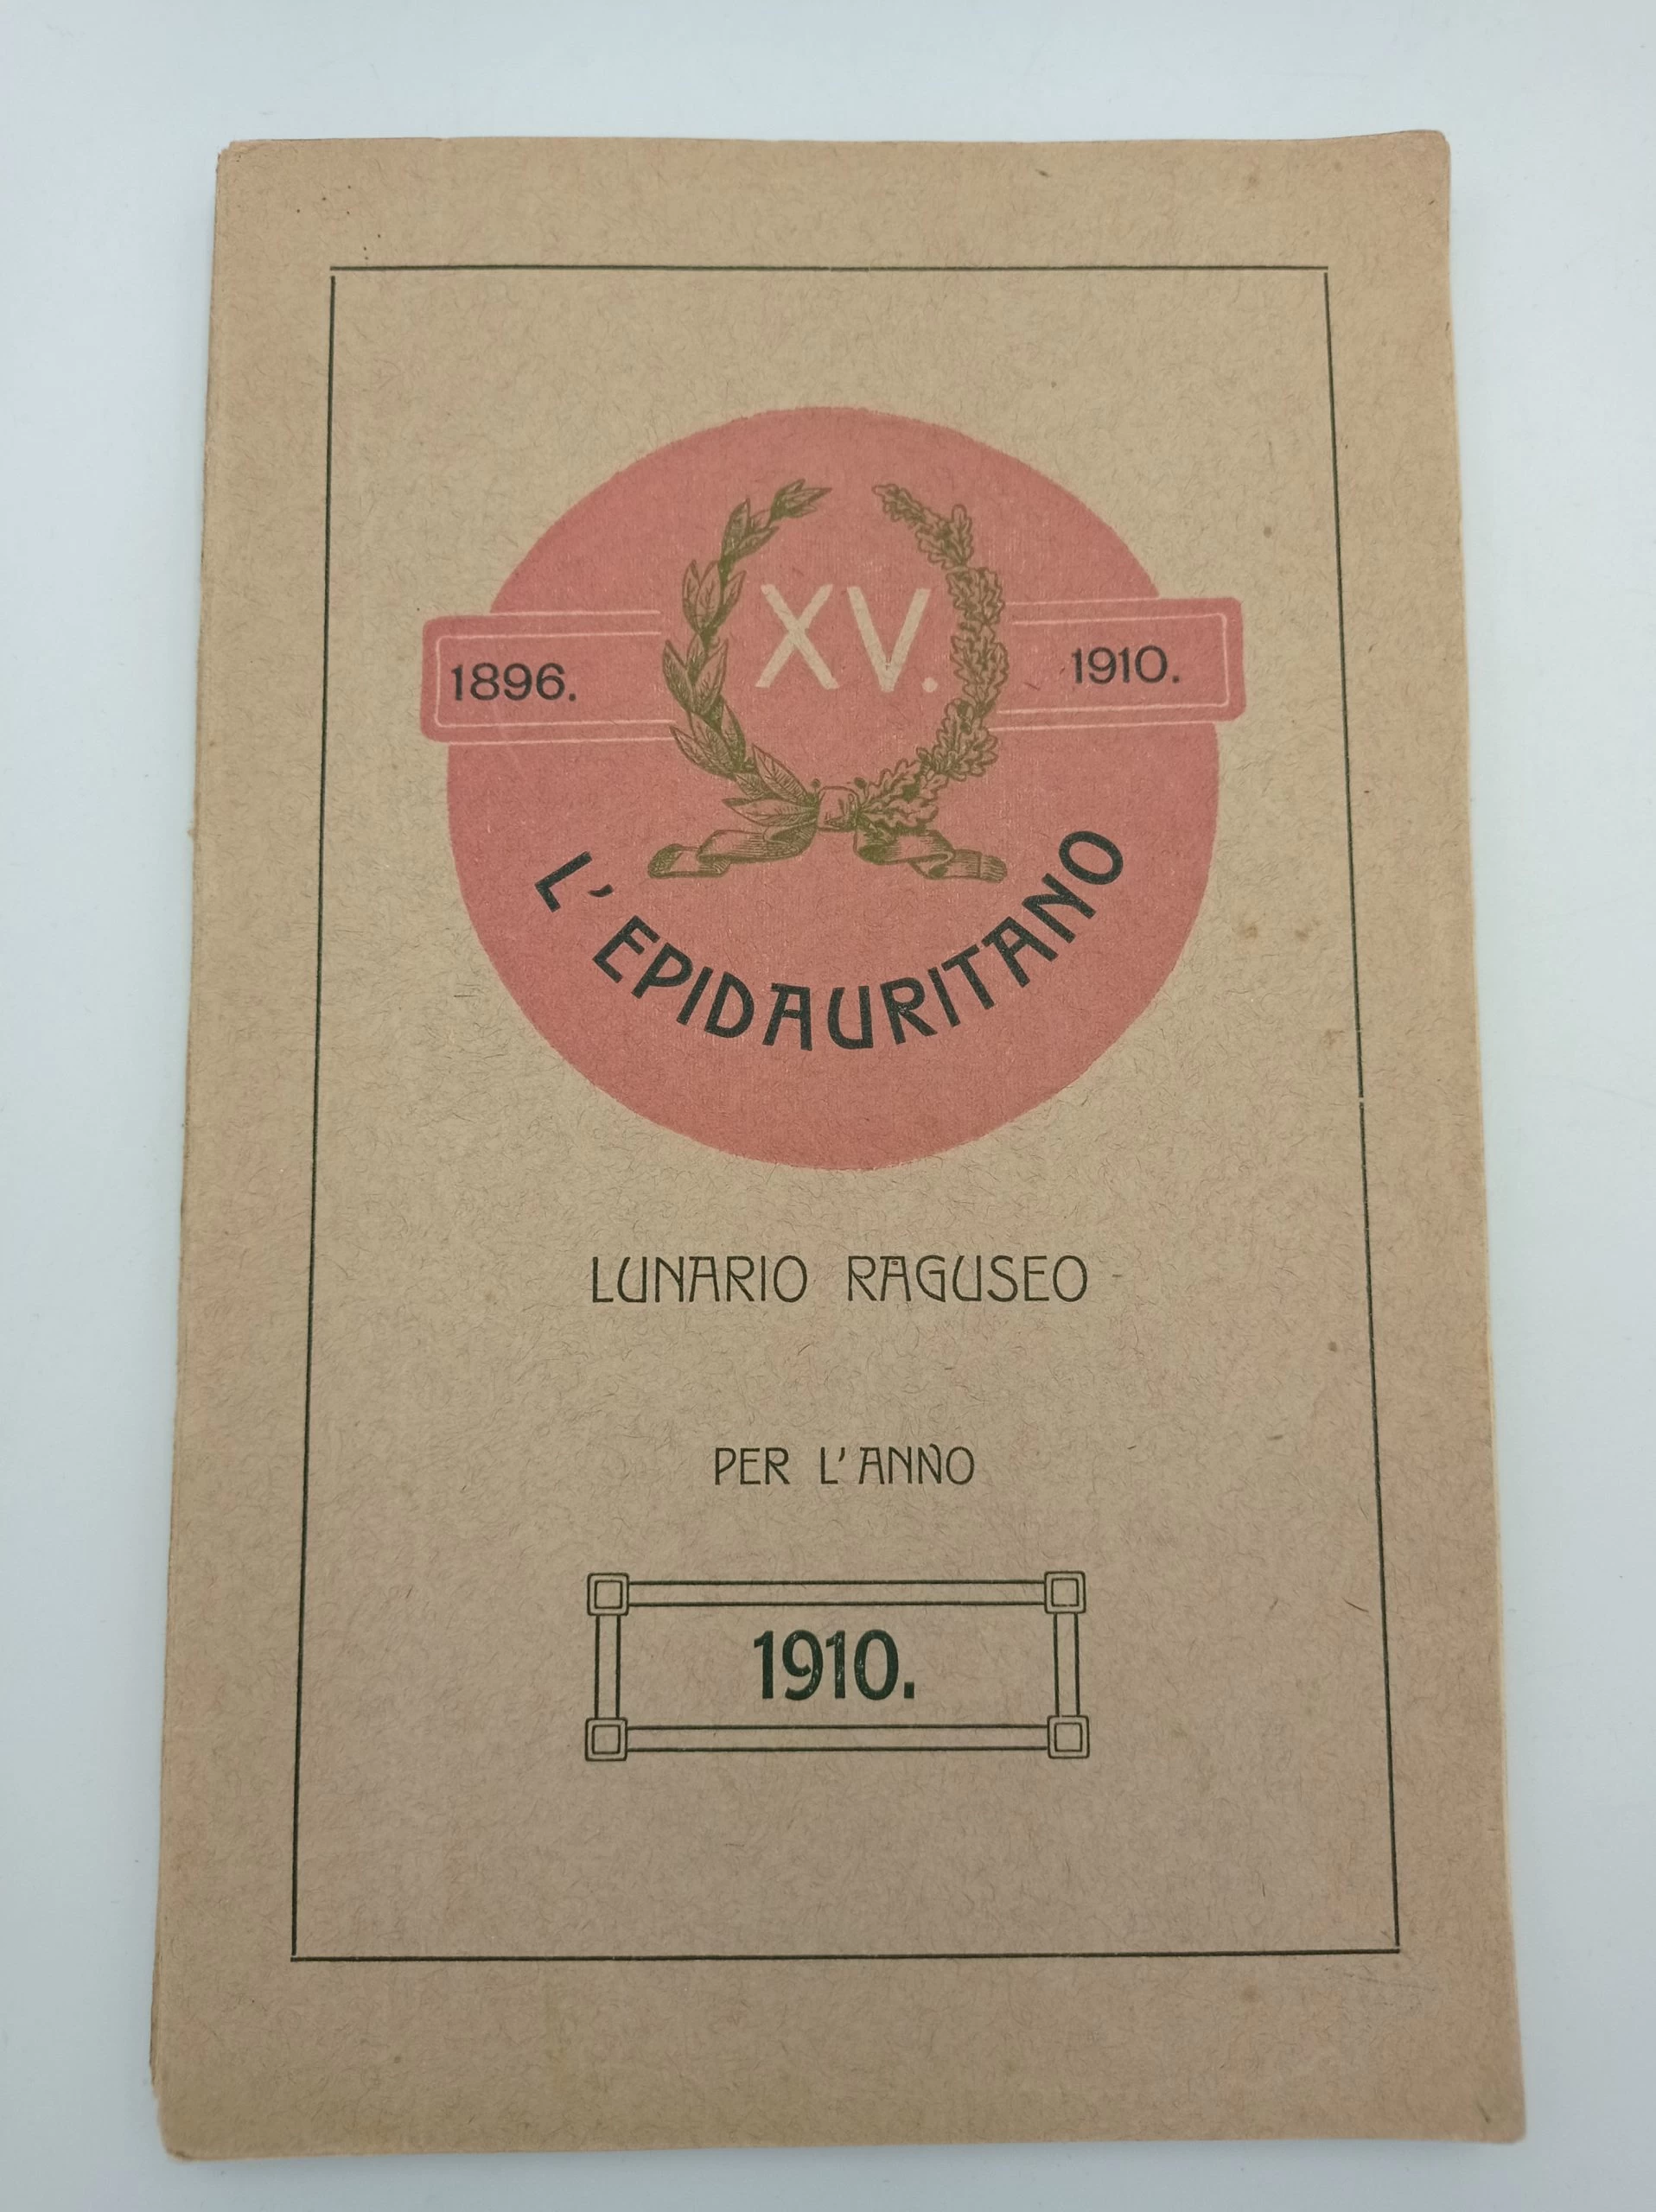 XV.
1896.
1910.
L'EPIDAURITANO
LUNARIO RAGUSEO
PER L'ANNO
1910.